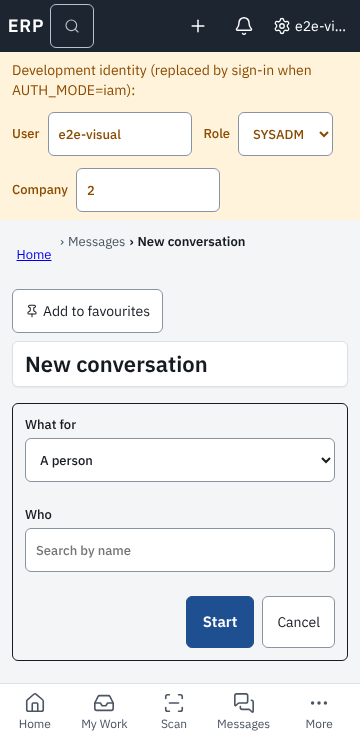 ERP e2e-vi...
Development identity (replaced by sign-in when
AUTH_MODE=iam):
User e2e-visual Role SYSADM
Company 2
Home › Messages › New conversation
Add to favourites
New conversation
What for
A person
Who
Search by name
Start Cancel
Home My Work Scan Messages More